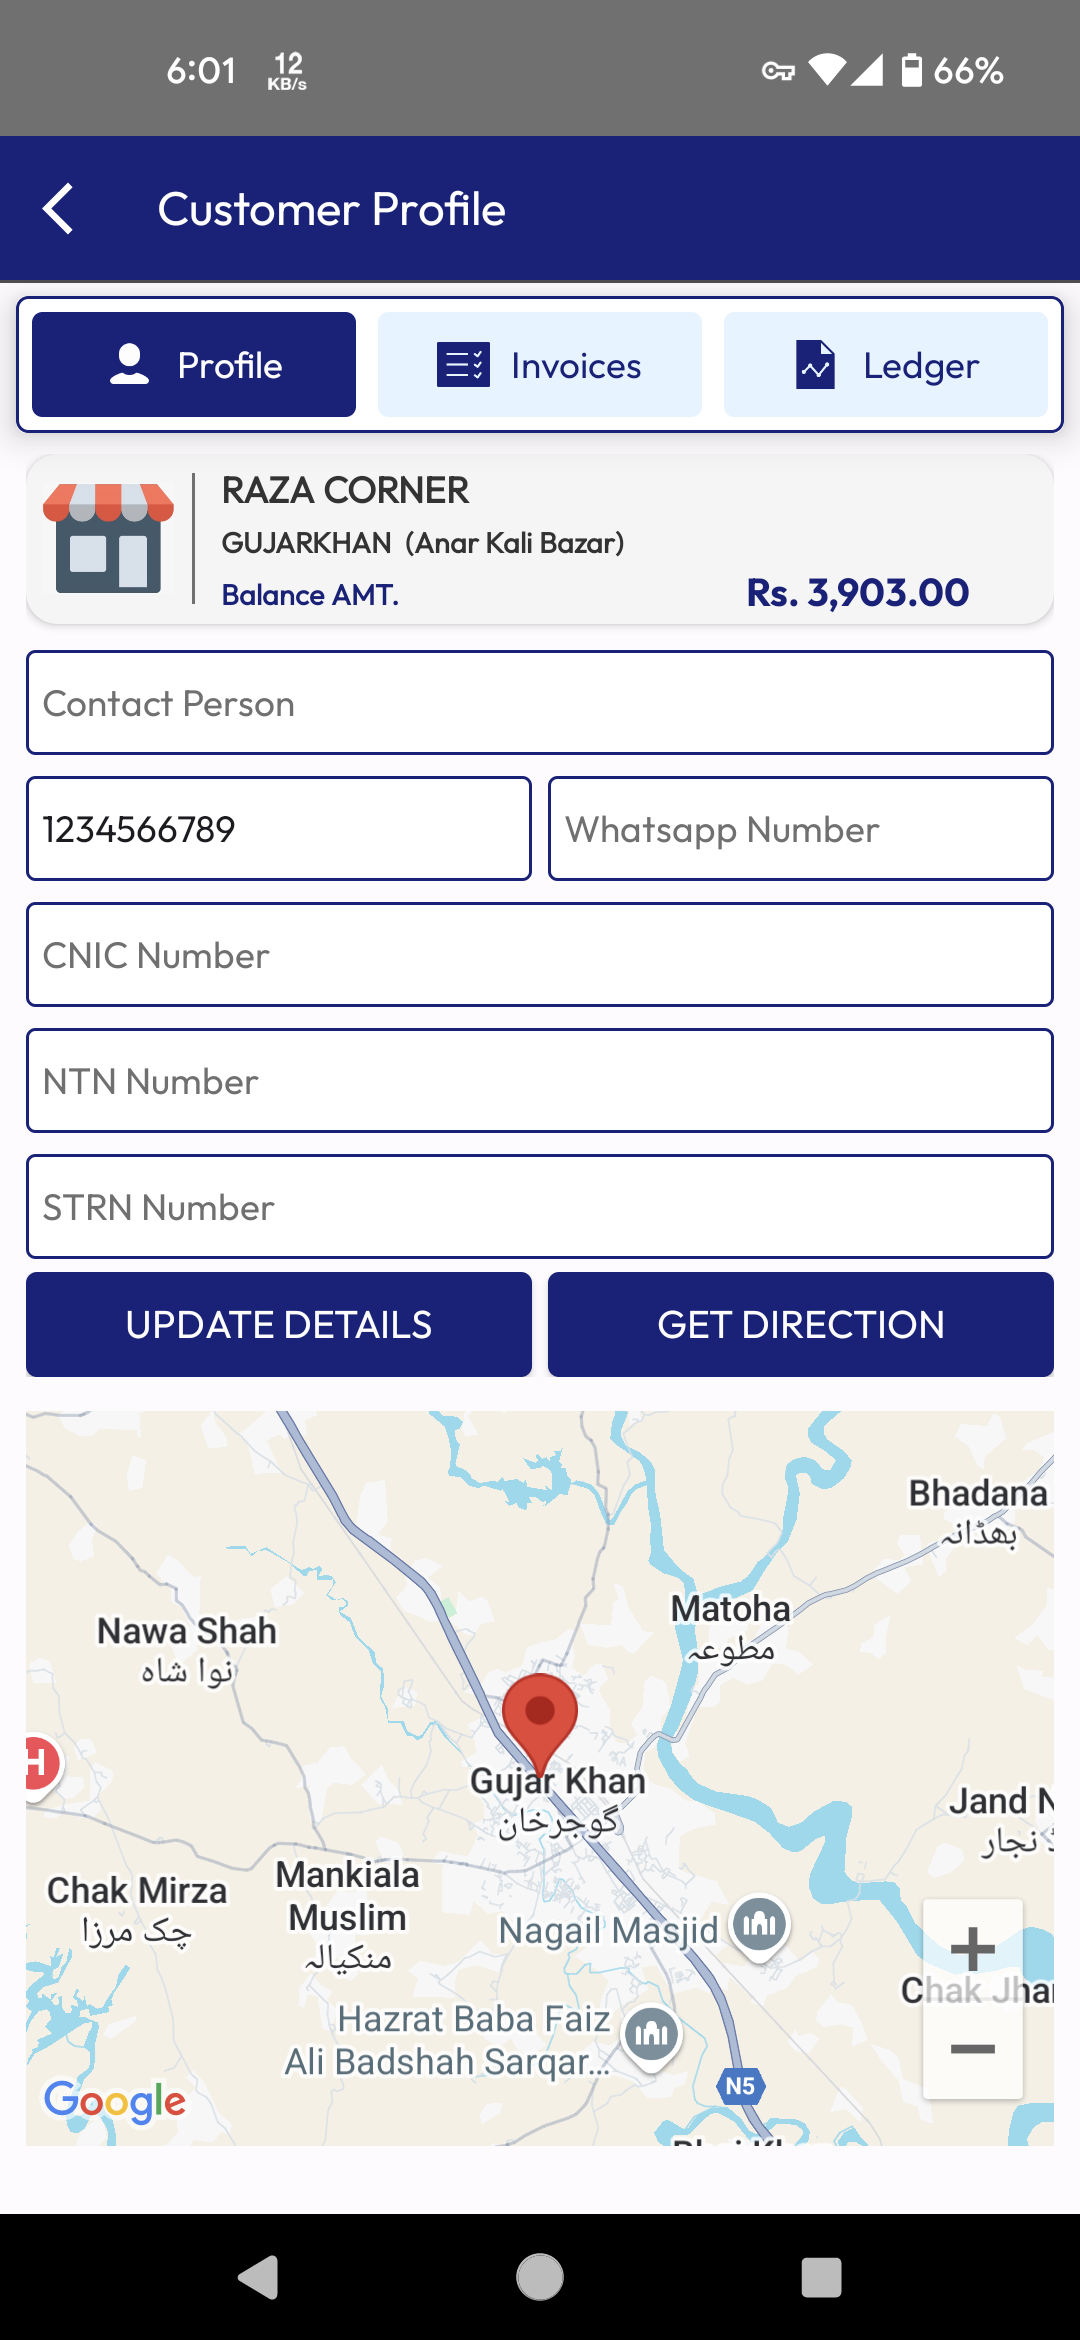 6:01
12
KB/s
66%
Customer Profile
Profile
Invoices
Ledger
RAZA CORNER
GUJARKHAN (Anar Kali Bazar)
Balance AMT.
Rs. 3,903.00
Contact Person
1234566789
Whatsapp Number
CNIC Number
NTN Number
STRN Number
UPDATE DETAILS
GET DIRECTION
Bhadana
بھڈانہ
Matoha
مطوعہ
Nawa Shah
نوا شاہ
H
Gujar Khan
گوجرخان
Jand N
نجار
Chak Mirza
چک مرزا
Mankiala
Muslim
منکیالہ
Nagail Masjid
Chak Jha
Hazrat Baba Faiz
Ali Badshah Sarqar...
N5
Google